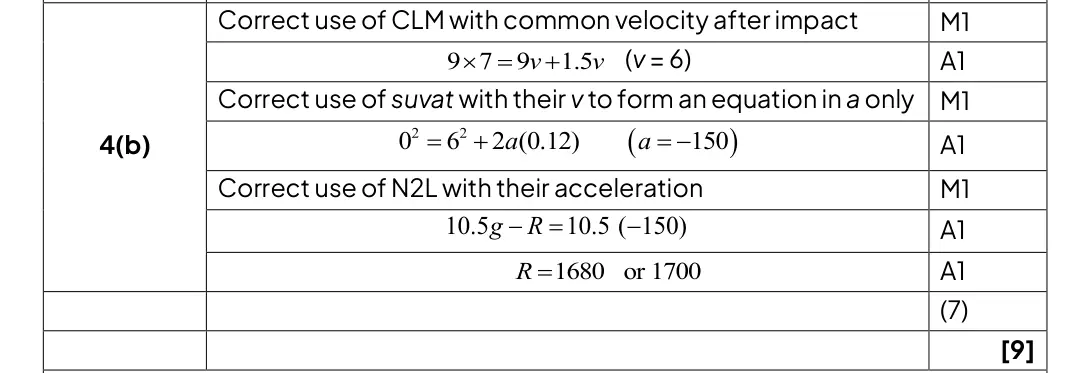 Correct use of CLM with common velocity after impact M1
9×7=9v+1.5v (v = 6) A1
Correct use of suvat with their v to form an equation in a only M1
4(b) 0² = 6² + 2a(0.12) (a = −150) A1
Correct use of N2L with their acceleration M1
10.5g − R = 10.5 (−150) A1
R = 1680 or 1700 A1
(7)
[9]